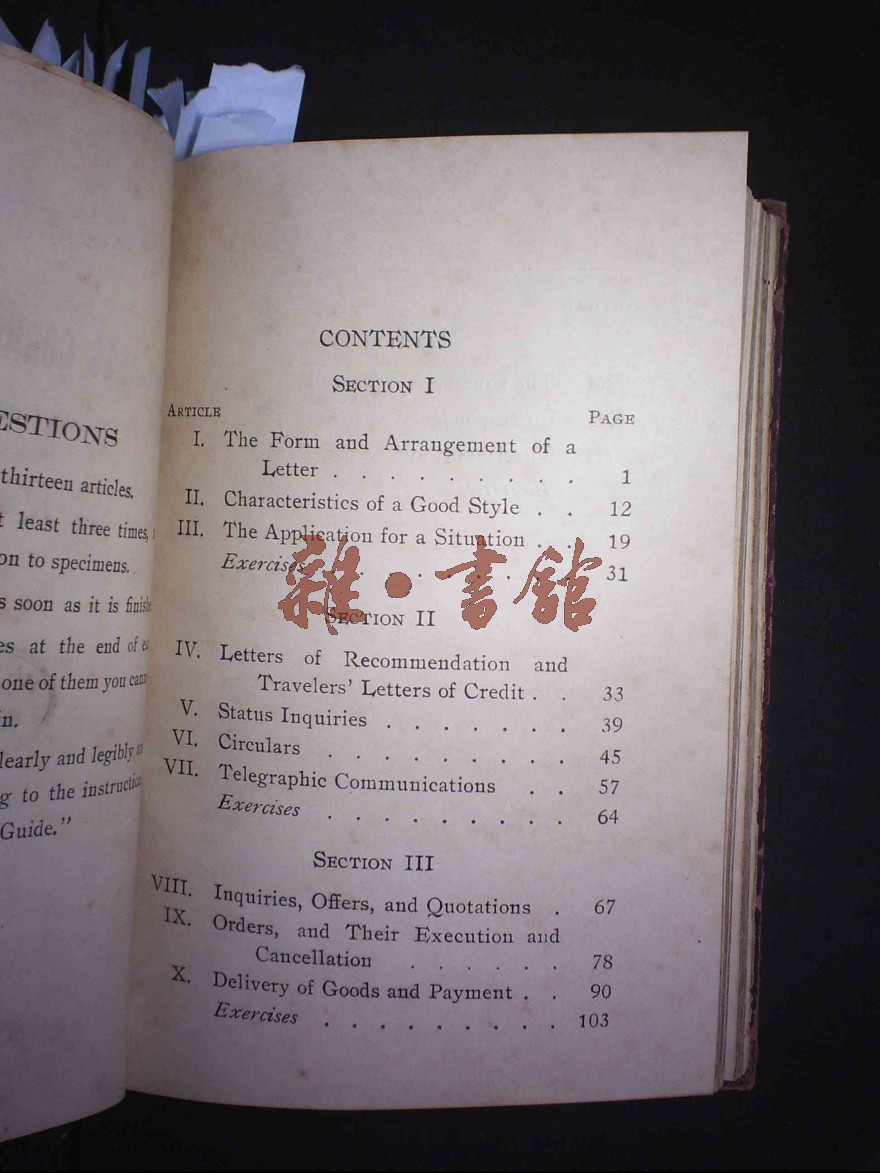 ESTIONS
thirteen articles.
t least three times,
on to specimens.
s soon as it is
es at the end of
one of them you
n.
learly and legibly
g to the
Guide."
CONTENTS
SECTION I
ARTICLE PAGE
I. The Form and Arrangement of a
Letter . . . . . . . . . 1
II. Characteristics of a Good Style . . 12
III. The Application for a Situation . . 19
Exercises . . . . . . . 31
雜·書館
SECTION II
IV. Letters of Recommendation and
Travelers' Letters of Credit . . 33
V. Status Inquiries . . . . . . . 39
VI. Circulars . . . . . . . . . 45
VII. Telegraphic Communications . . 57
Exercises . . . . . . . . . 64
SECTION III
VIII. Inquiries, Offers, and Quotations . 67
IX. Orders, and Their Execution and
Cancellation . . . . . . 78
X. Delivery of Goods and Payment . . 90
Exercises . . . . . . . . . 103